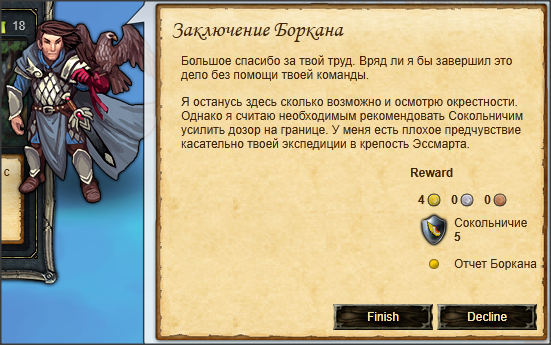 18
Заключение Боркана
Большое спасибо за твой труд. Вряд ли я бы завершил это
дело без помощи твоей команды.
Я останусь здесь сколько возможно и осмотрю окрестности.
Однако я считаю необходимым рекомендовать Сокольничим
усилить дозор на границе. У меня есть плохое предчувствие
касательно твоей экспедиции в крепость Эссмарта.
с
Reward
4 0 0
Сокольничие
5
Отчет Боркана
Finish Decline